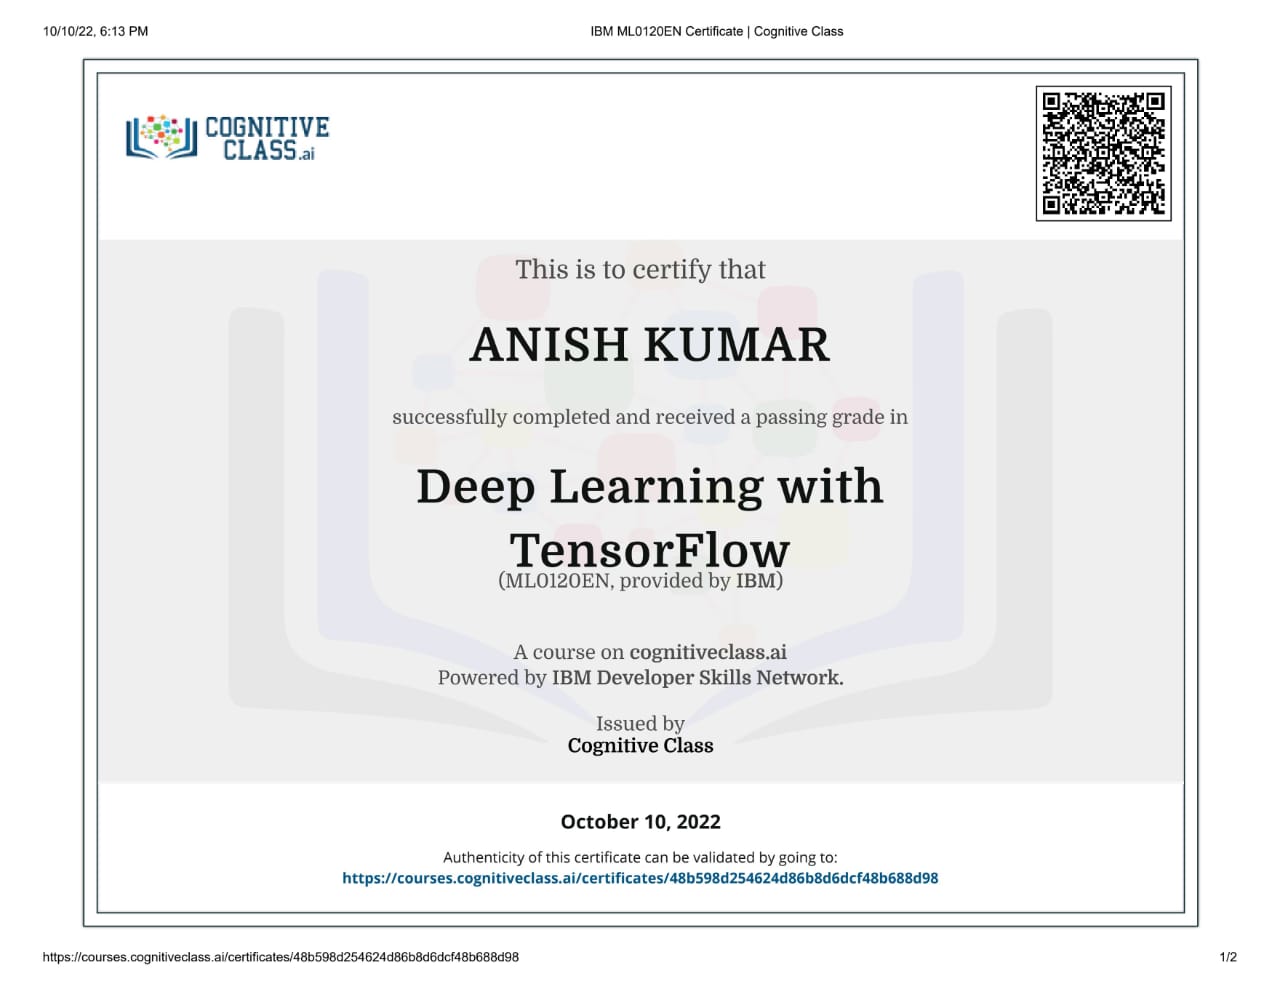 10/10/22, 6:13 PM
IBM ML0120EN Certificate | Cognitive Class
COGNITIVE
CLASS.ai
This is to certify that
ANISH KUMAR
successfully completed and received a passing grade in
Deep Learning with
TensorFlow
(ML0120EN, provided by IBM)
A course on cognitiveclass.ai
Powered by IBM Developer Skills Network.
Issued by
Cognitive Class
October 10, 2022
Authenticity of this certificate can be validated by going to:
https://courses.cognitiveclass.ai/certificates/48b598d254624d86b8d6dcf48b688d98
https://courses.cognitiveclass.ai/certificates/48b598d254624d86b8d6dcf48b688d98
1/2